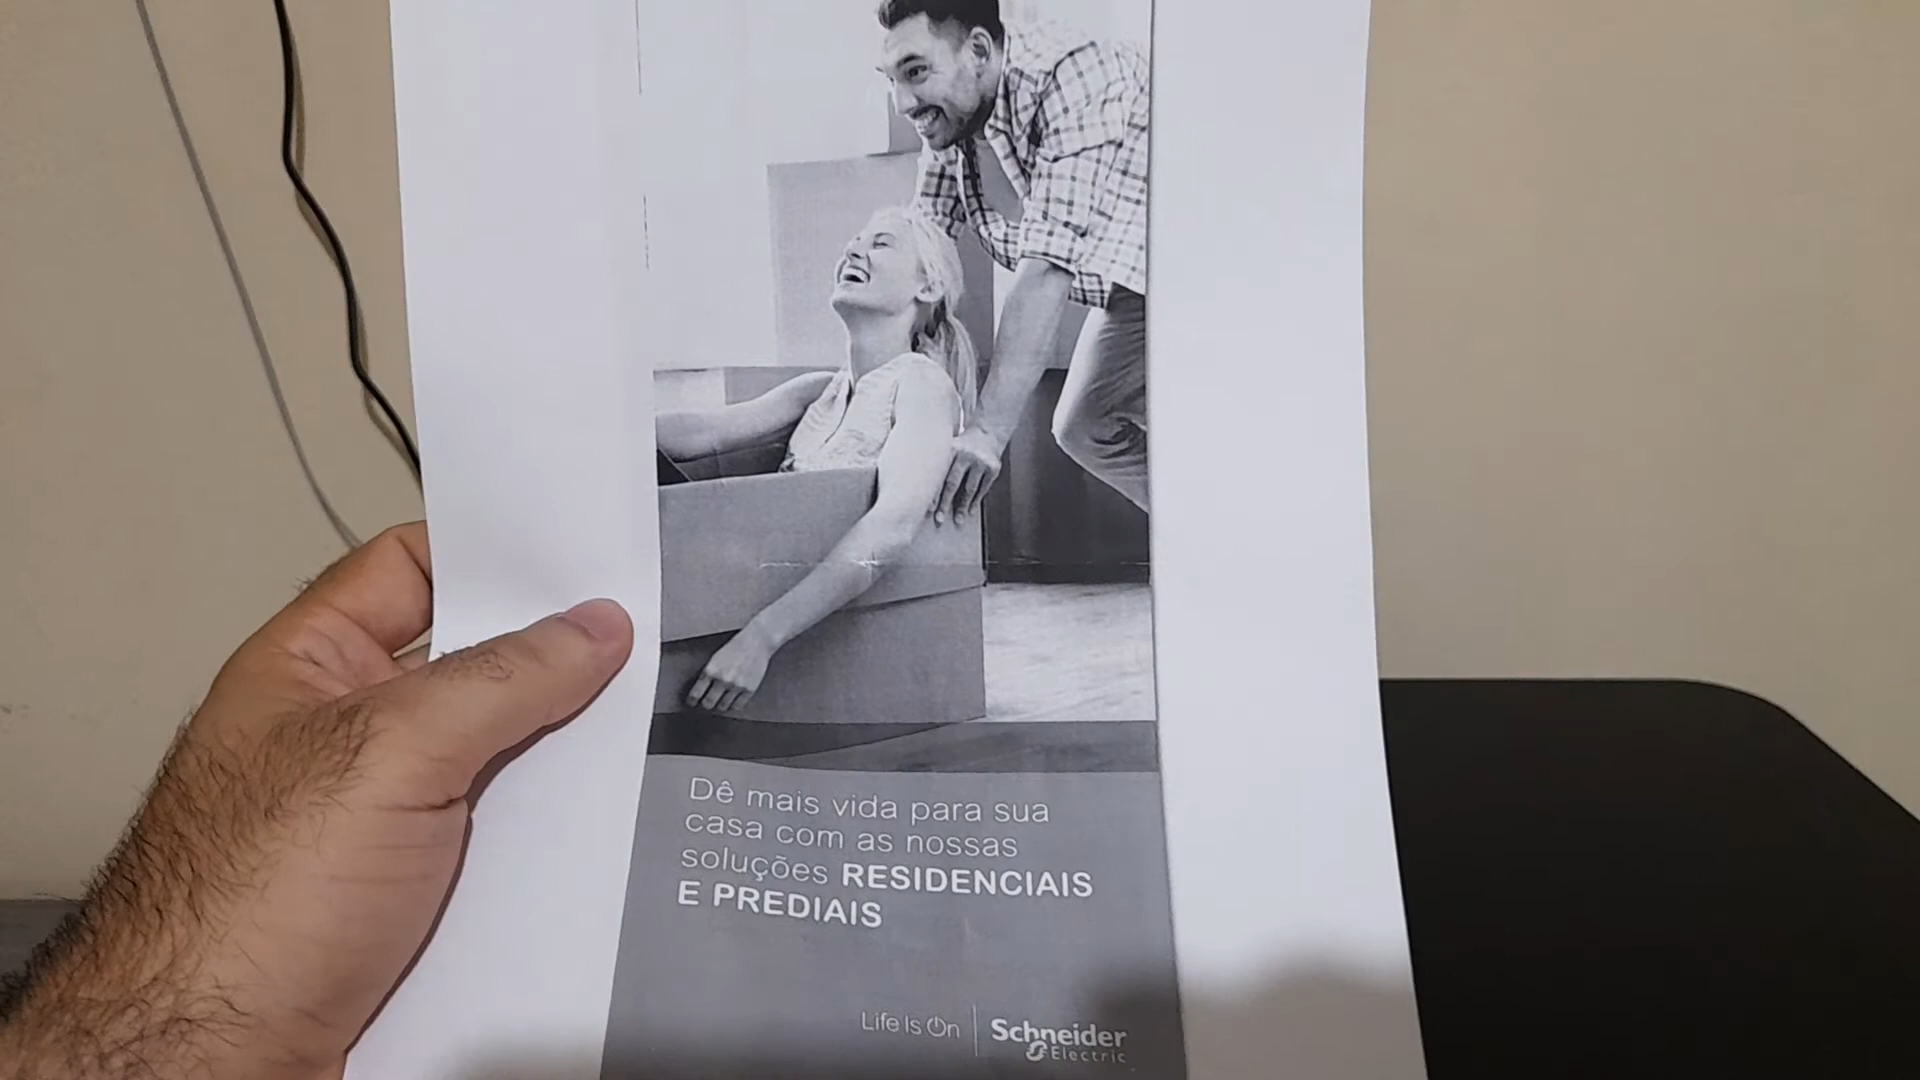 Dê mais vida para sua
casa com as nossas
soluções RESIDENCIAIS
E PREDIAIS
Life Is On
Schneider
Electric